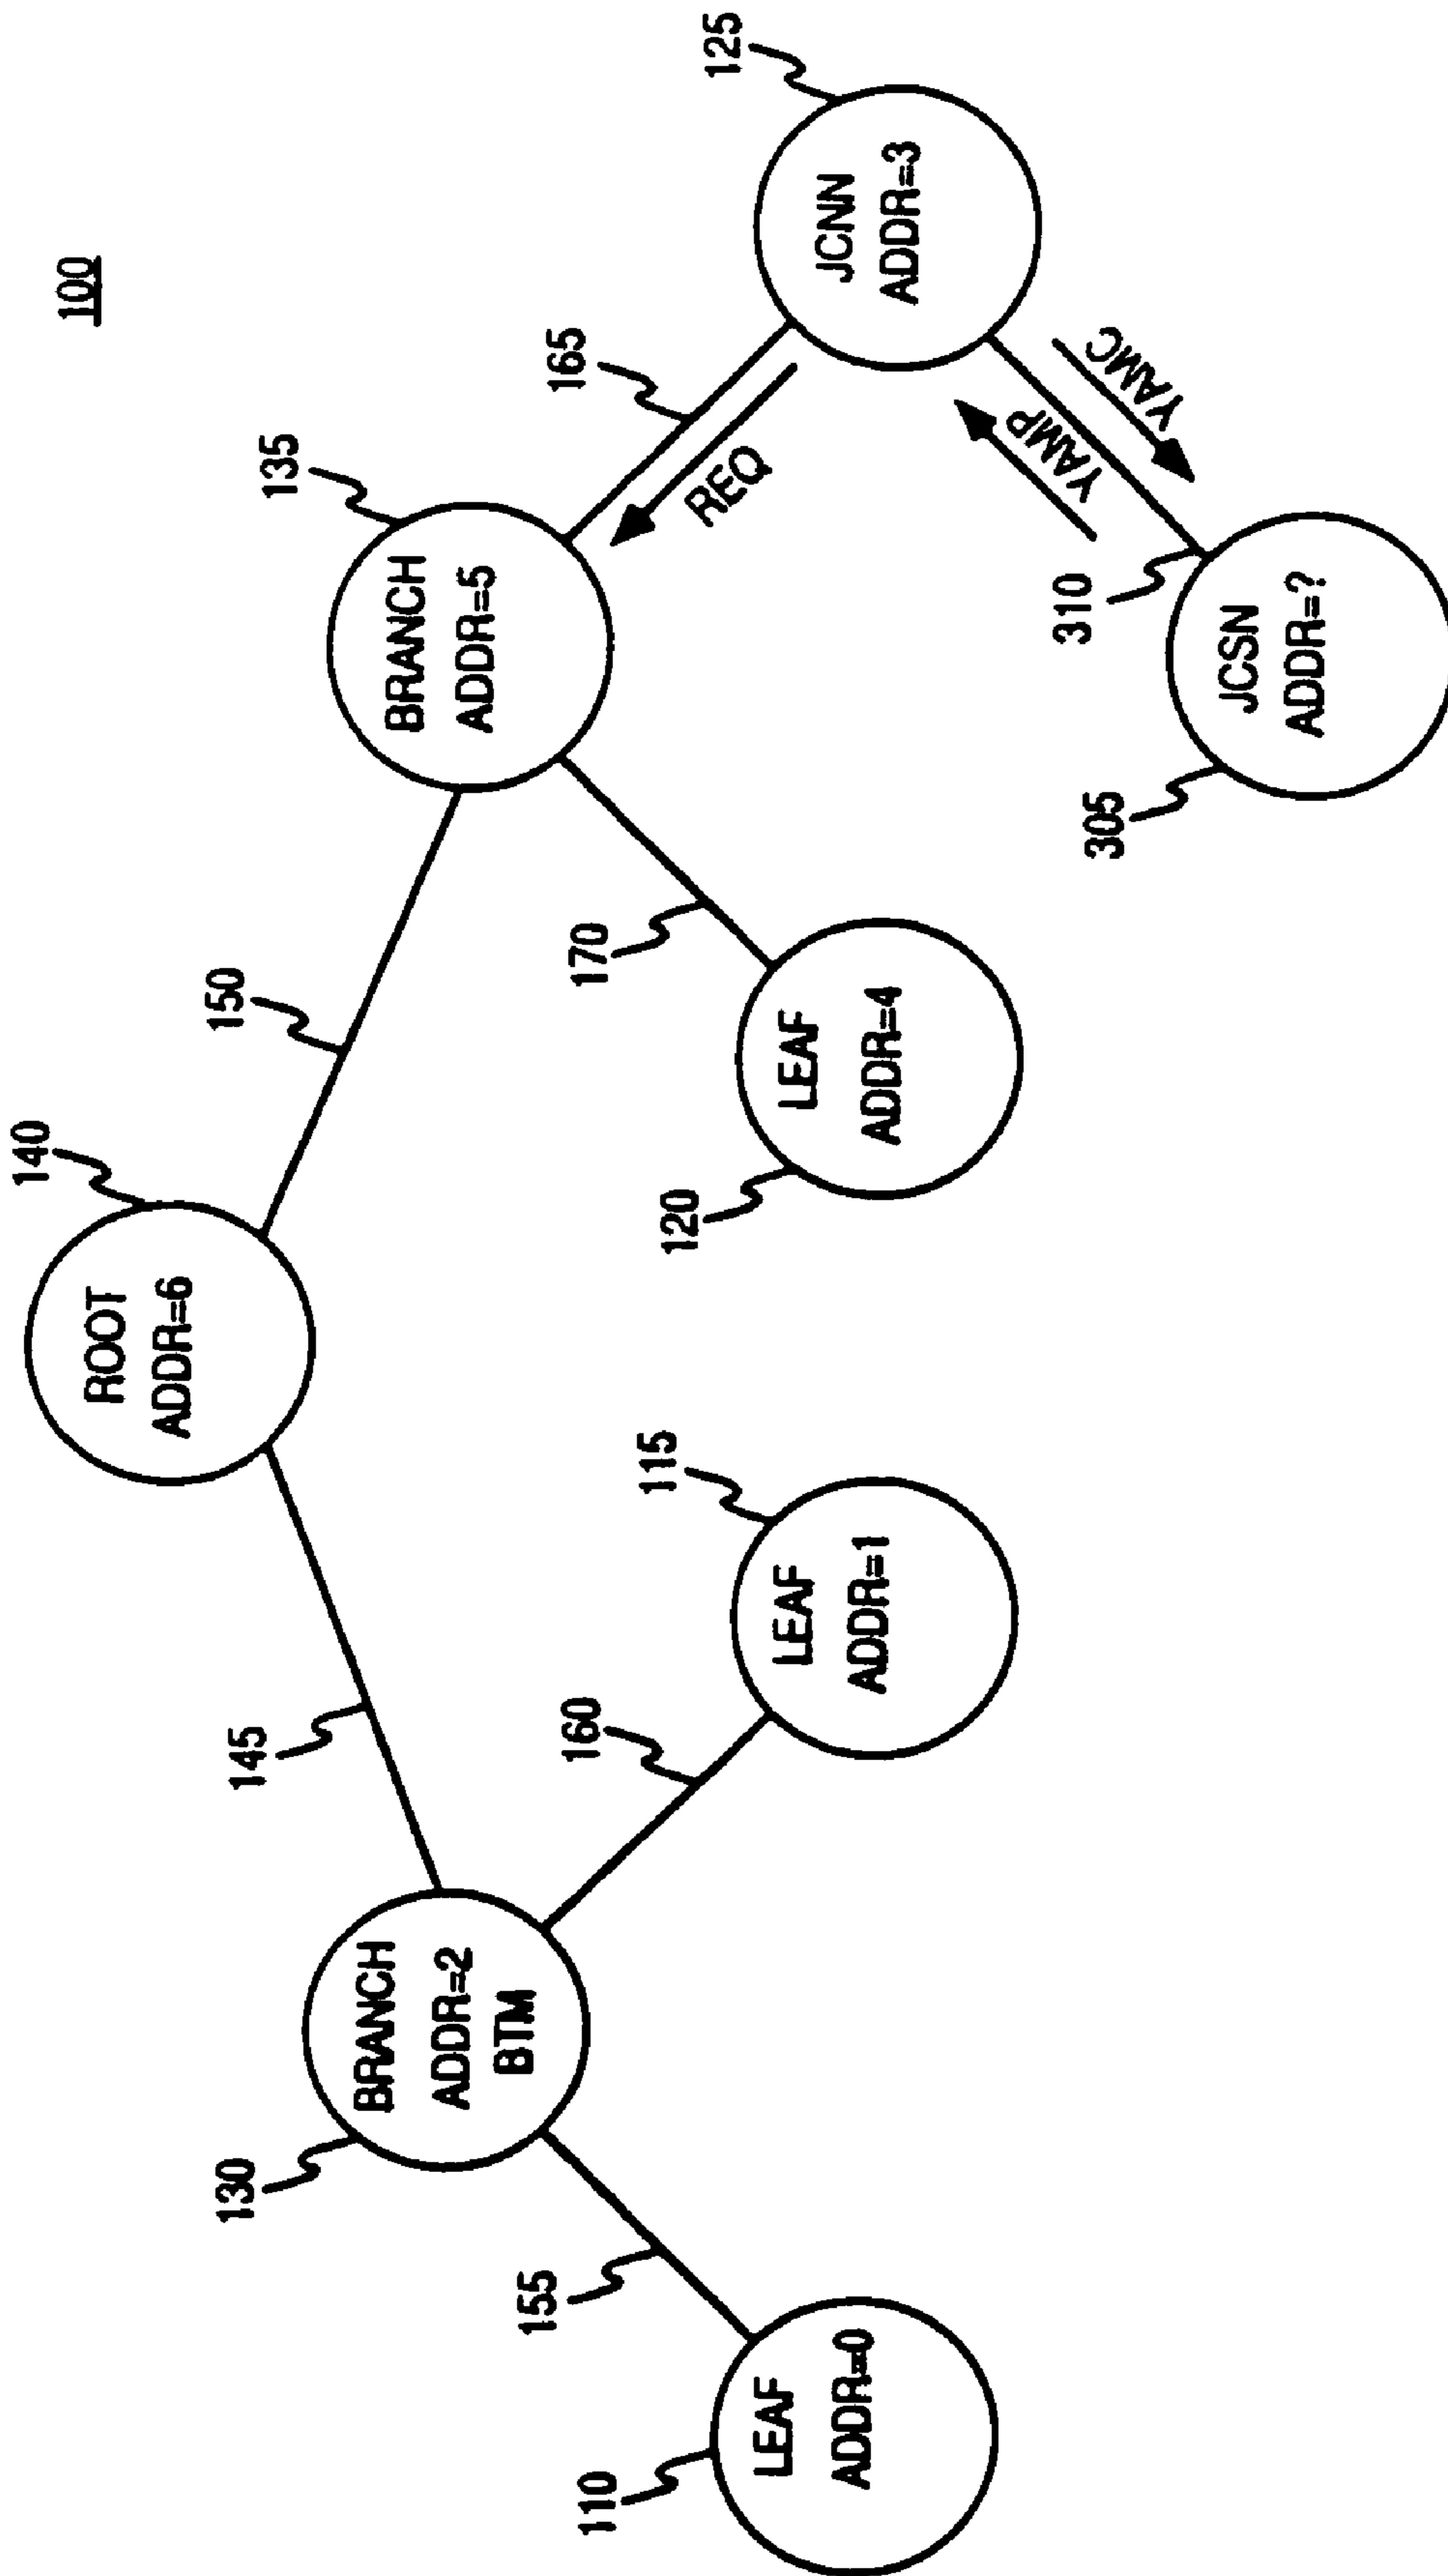 100
140
ROOT
ADDR=6
145
150
130
BRANCH
ADDR=2
BTM
135
BRANCH
ADDR=5
155
160
170
165
REQ
110
LEAF
ADDR=0
115
LEAF
ADDR=1
120
LEAF
ADDR=4
125
JCNN
ADDR=3
YAMP
YAMC
310
305
JCSN
ADDR=?